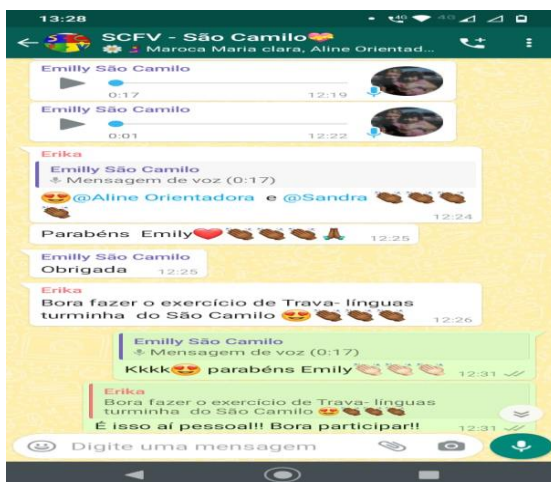 13:28
SCFV - São Camilo
Maroca Maria clara, Aline Orientad...
Emilly São Camilo
0:17 12:19
Emilly São Camilo
0:01 12:22
Erika
Emilly São Camilo
Mensagem de voz (0:17)
@Aline Orientadora e @Sandra
12:24
Parabéns Emily 12:25
Emilly São Camilo
Obrigada 12:25
Erika
Bora fazer o exercício de Trava- línguas
turminha do São Camilo 12:26
Emilly São Camilo
Mensagem de voz (0:17)
Kkkk parabéns Emily 12:31
Erika
Bora fazer o exercício de Trava- línguas
turminha do São Camilo
É isso aí pessoal!! Bora participar!! 12:31
Digite uma mensagem